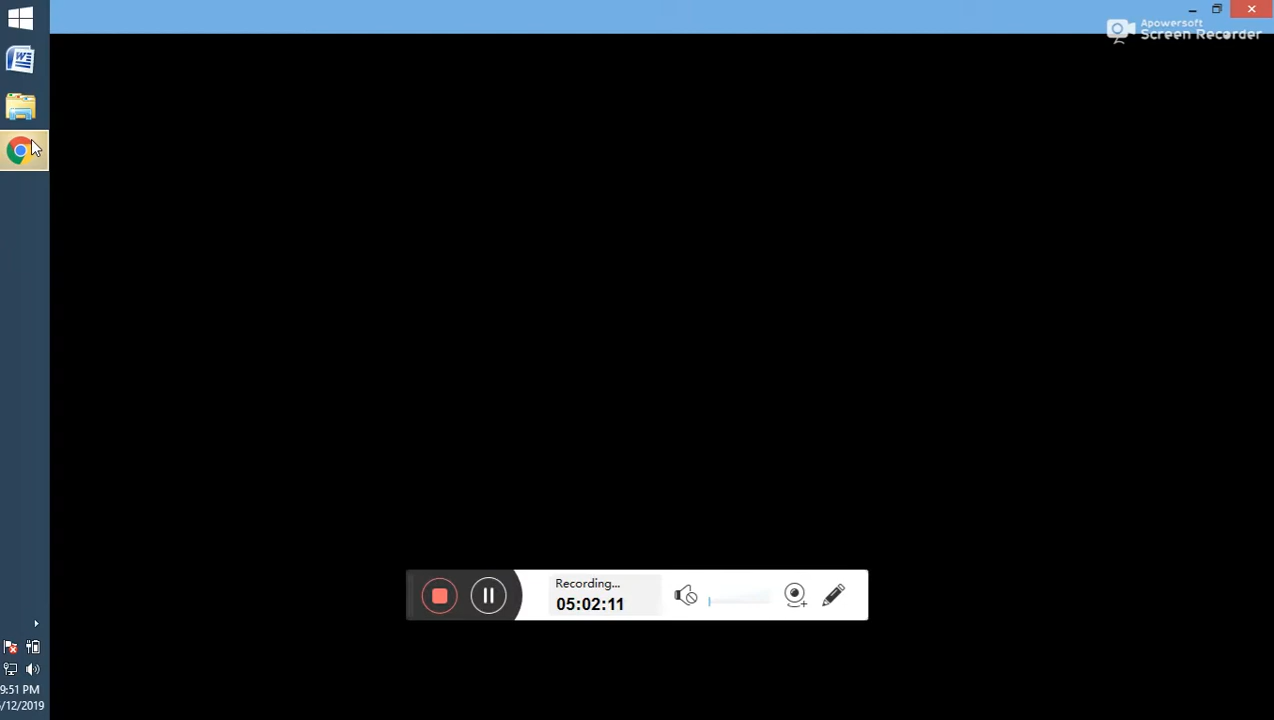 Apowersoft
Screen Recorder
Recording...
05:02:11
9:51 PM
/12/2019